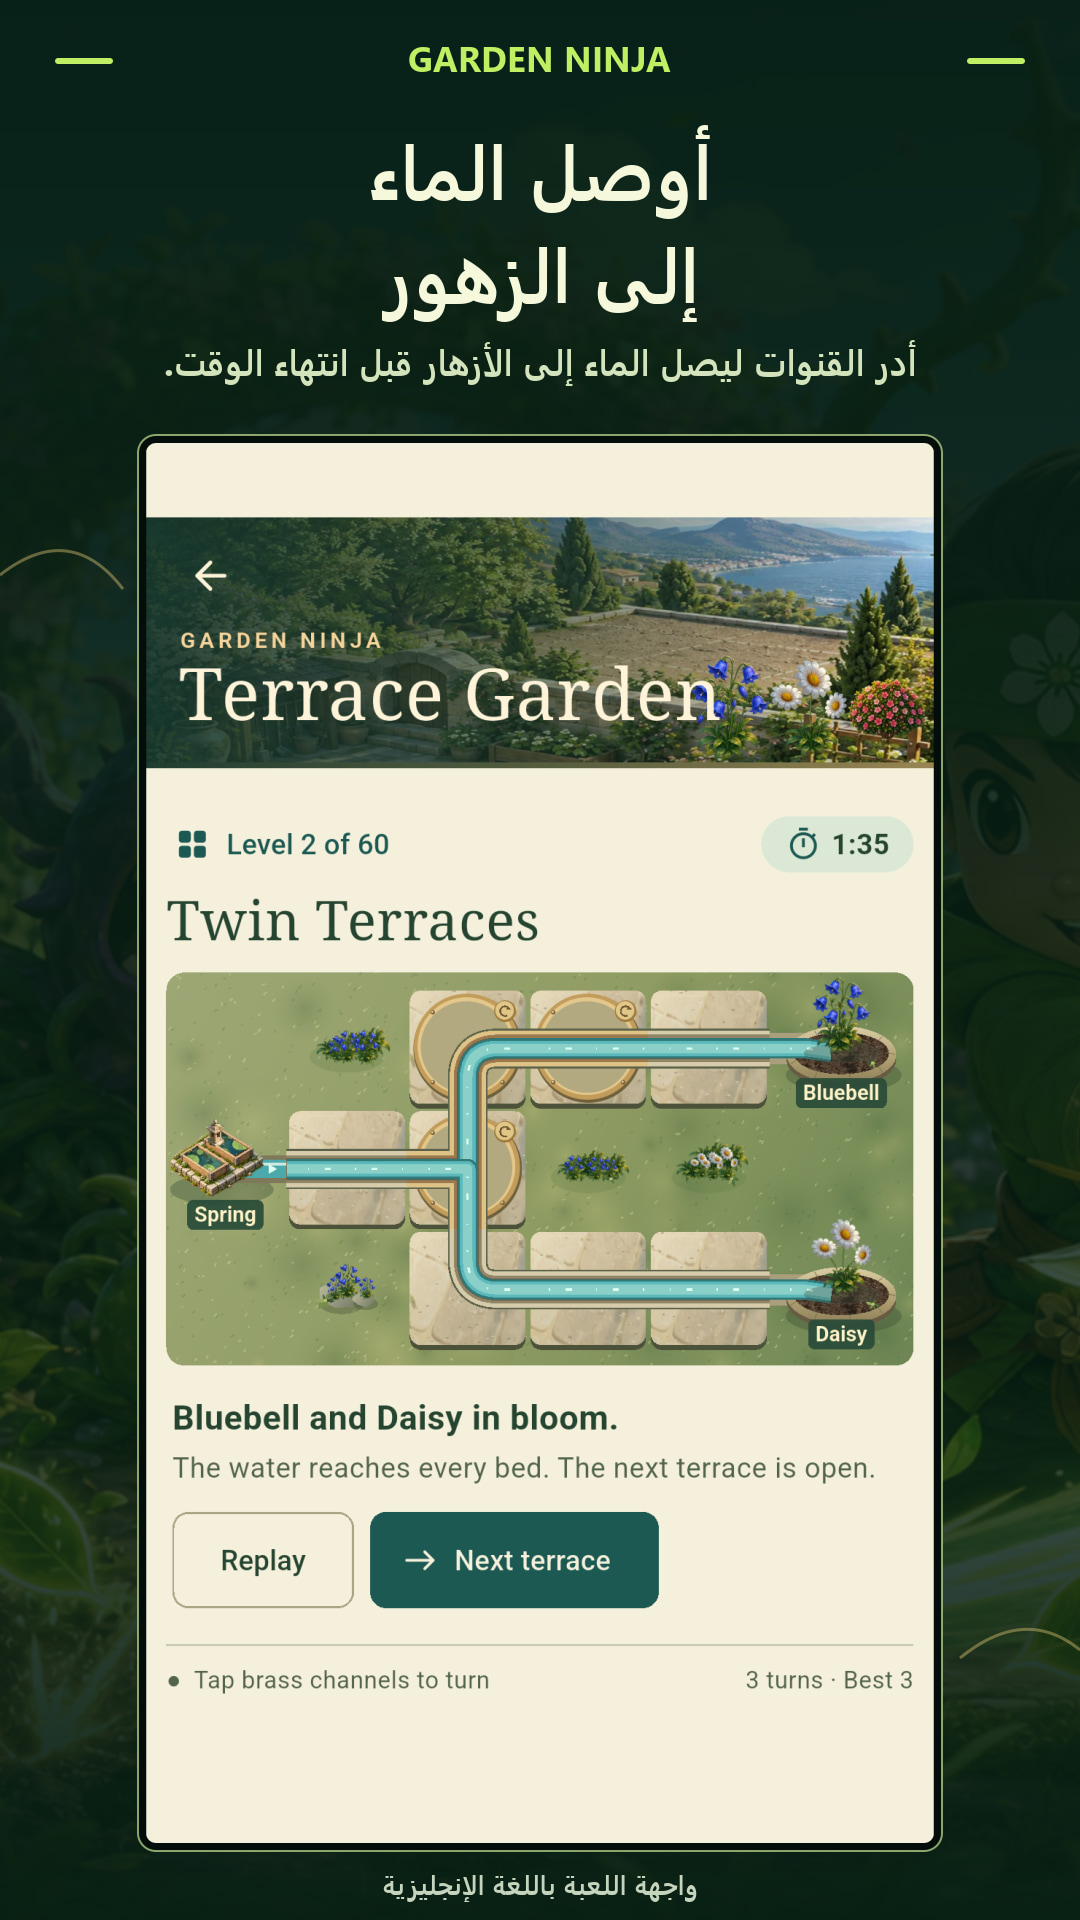 GARDEN NINJA
أوصل الماء
إلى الزهور
أدر القنوات ليصل الماء إلى الأزهار قبل انتهاء الوقت.
GARDEN NINJA
Terrace Garden
Level 2 of 60
1:35
Twin Terraces
Bluebell
Spring
Daisy
Bluebell and Daisy in bloom.
The water reaches every bed. The next terrace is open.
Replay
Next terrace
Tap brass channels to turn
3 turns · Best 3
واجهة اللعبة باللغة الإنجليزية